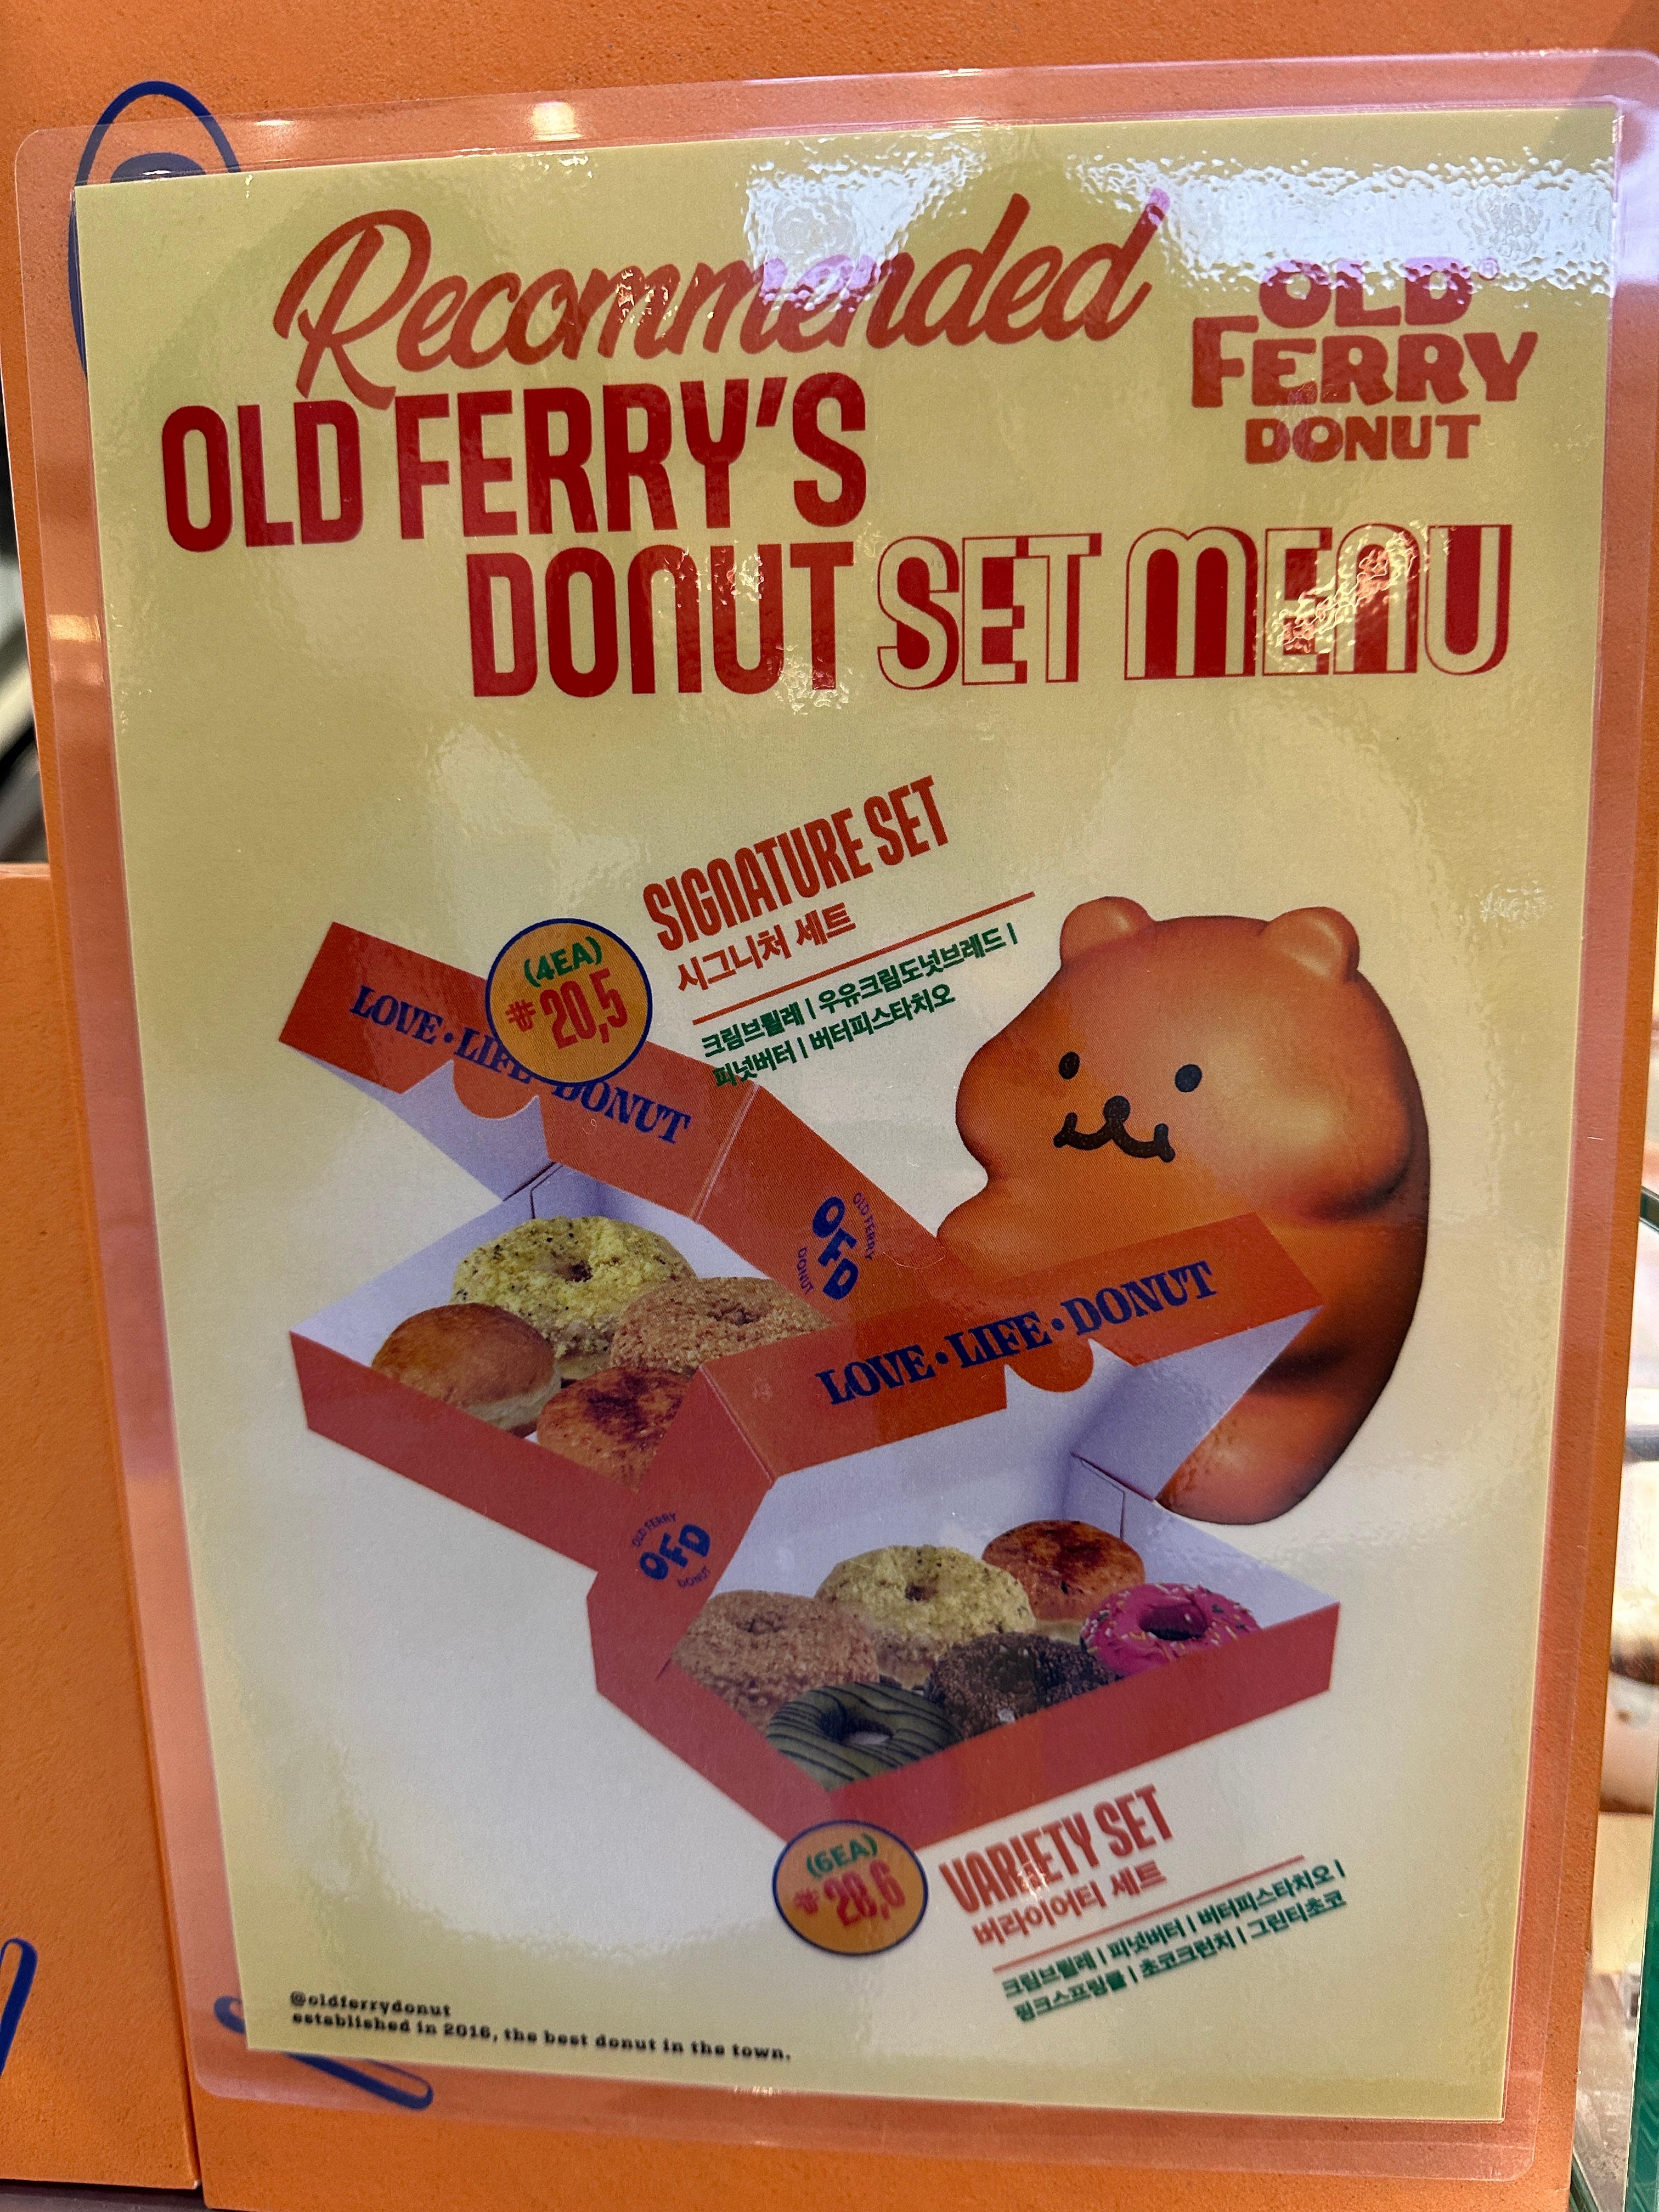 Recommended
OLD FERRY'S
DONUT SET MENU
OLD
FERRY
DONUT
SIGNATURE SET
시그니처 세트
크림브륄레 | 우유크림도넛브레드 |
피넛버터 | 버터피스타치오
(4EA)
₩20,5
LOVE • LIFE DONUT
OLD FERRY
OFD
DONUT
LOVE • LIFE • DONUT
OLD FERRY
OFD
DONUT
(6EA)
₩28,6
VARIETY SET
버라이어티 세트
크림브륄레 | 피넛버터 | 버터피스타치오 |
핑크스프링클 | 초코크런치 | 그린티초코
@oldferrydonut
established in 2016, the best donut in the town.